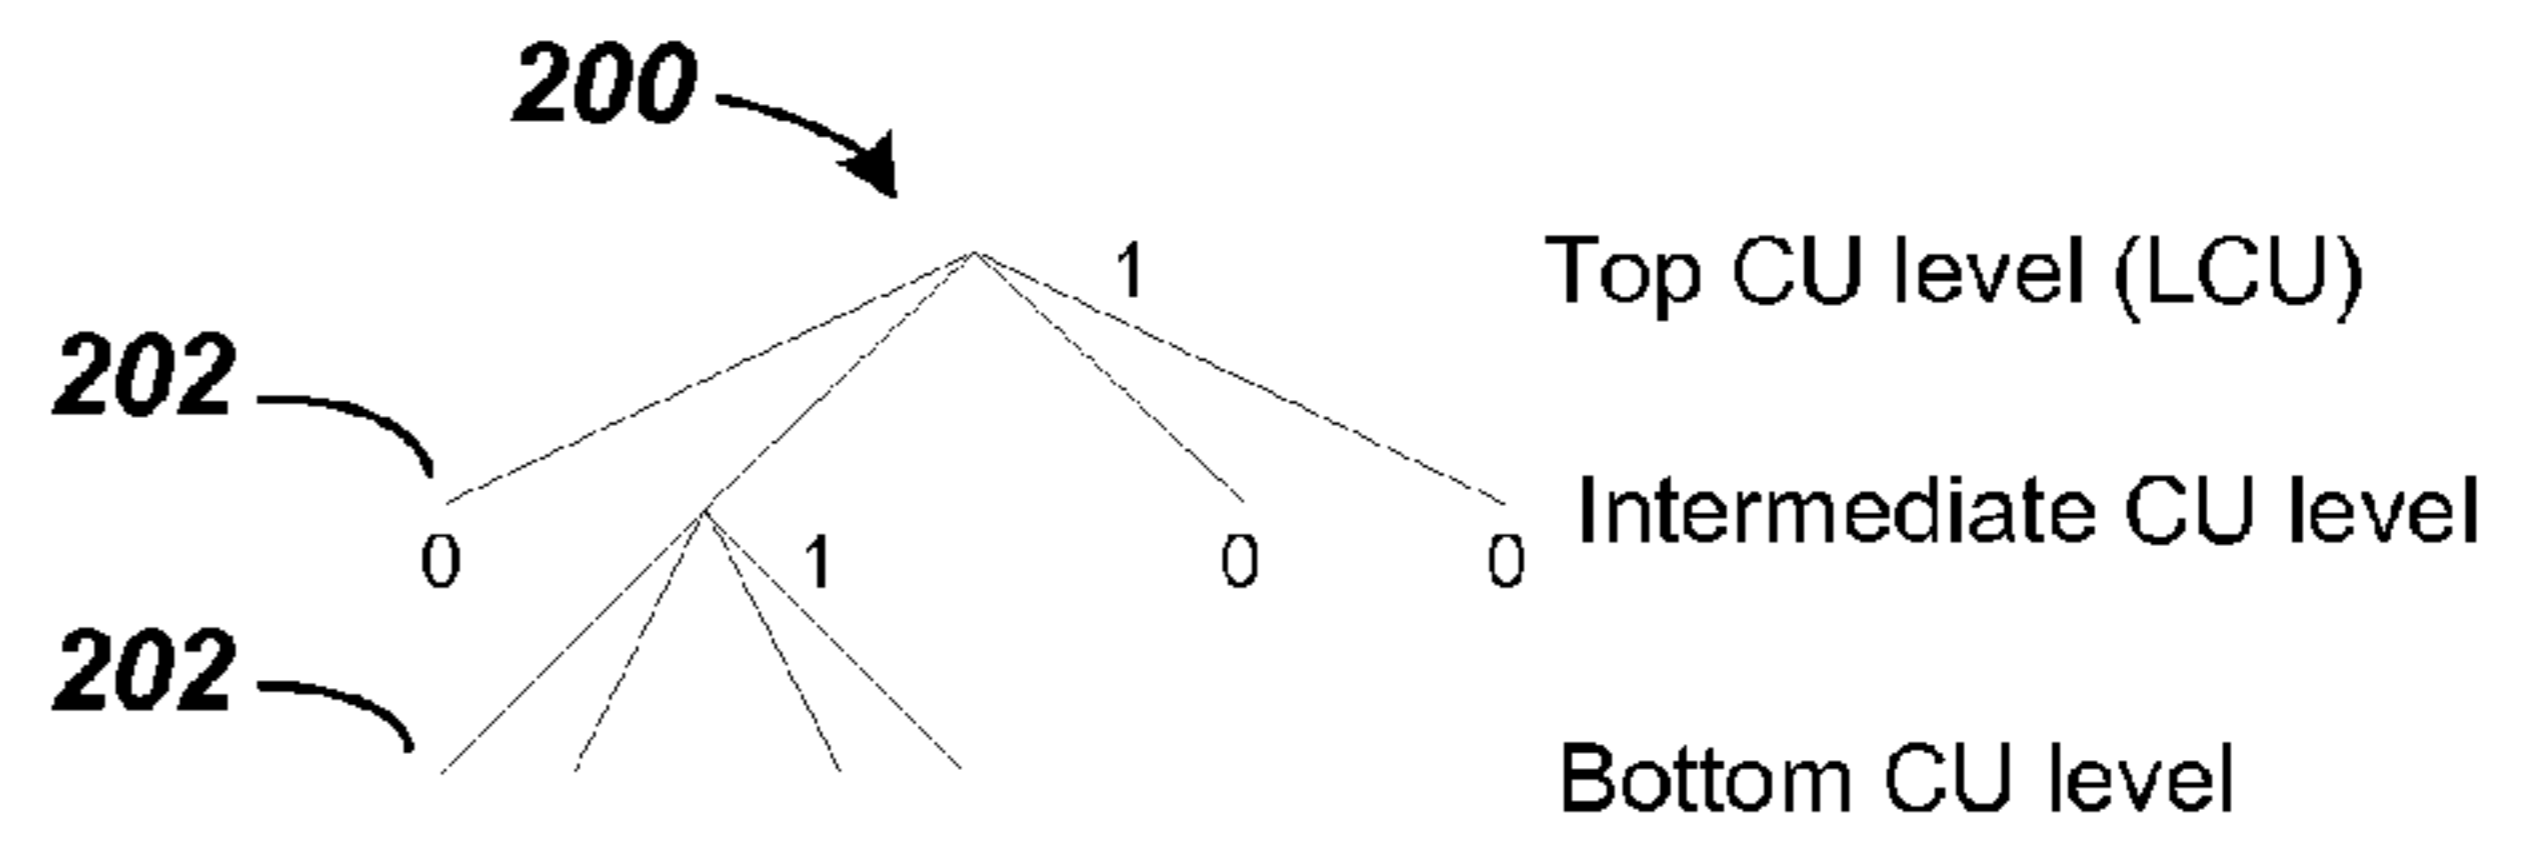 200
1
Top CU level (LCU)
202
Intermediate CU level
0
1
0
0
202
Bottom CU level